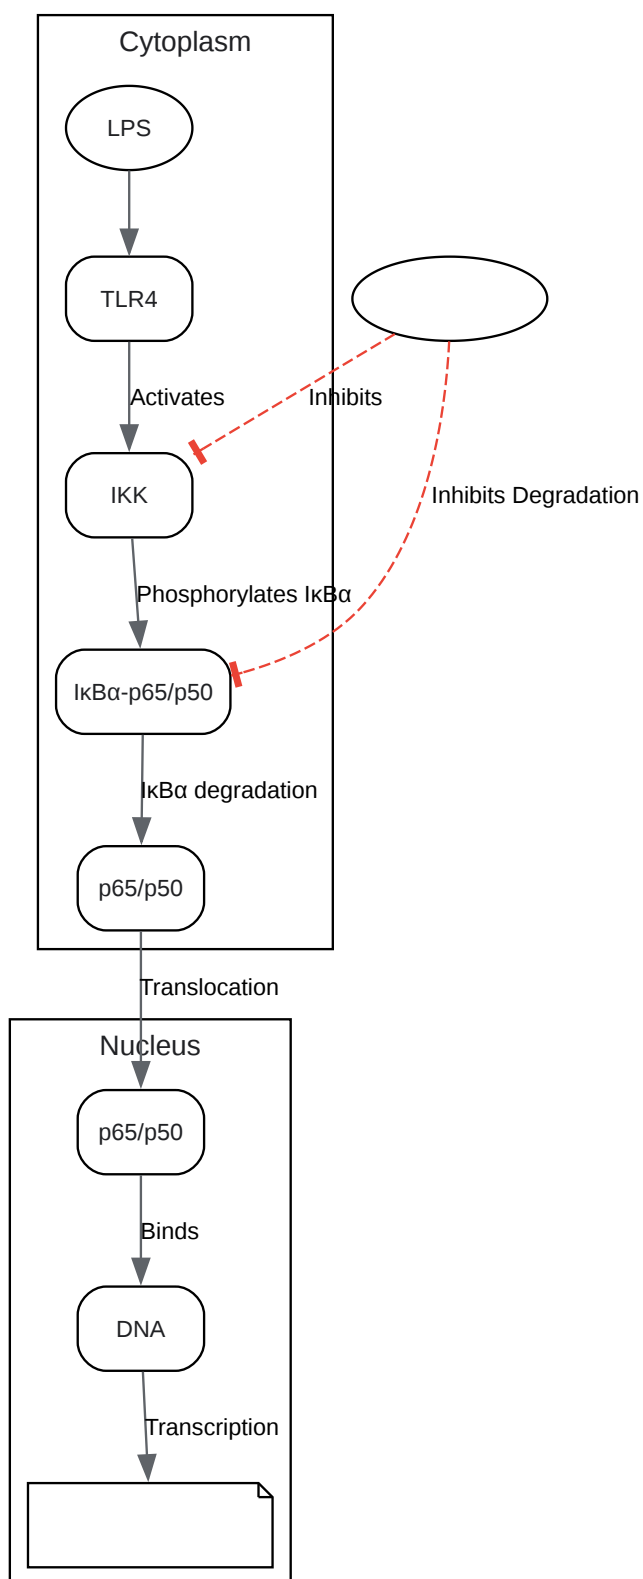 Cytoplasm
LPS
TLR4
Activates
Inhibits
IKK
Inhibits Degradation
Phosphorylates IκBα
IκBα-p65/p50
IκBα degradation
p65/p50
Translocation
Nucleus
p65/p50
Binds
DNA
Transcription